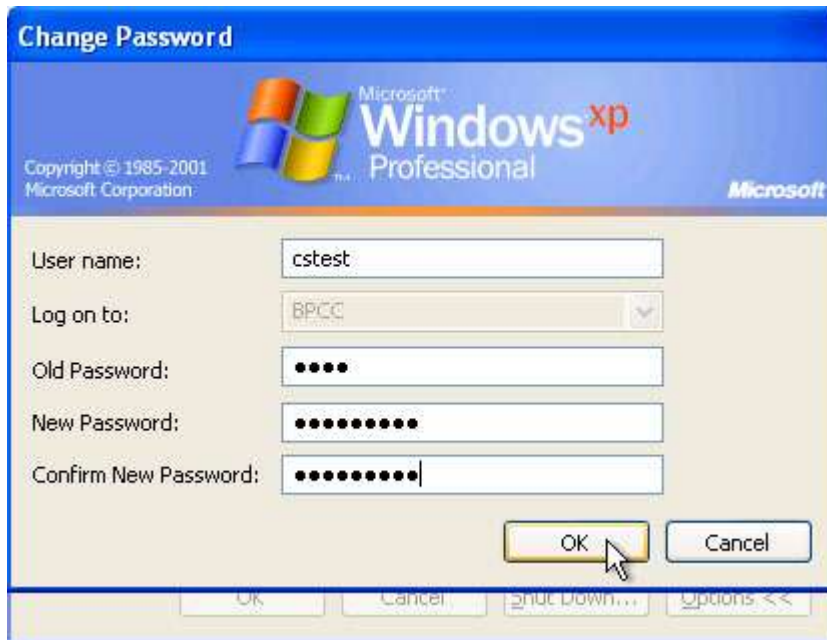 Change Password
Microsoft®
Windows xp
Professional
TM
Copyright © 1985-2001
Microsoft Corporation
Microsoft
User name: cstest
Log on to: BPCC
Old Password: ●●●●
New Password: ●●●●●●●●●
Confirm New Password: ●●●●●●●●●
OK Cancel
OK Cancel Shut Down... Options <<